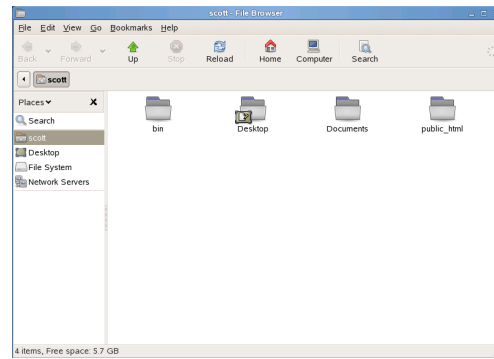 scott - File Browser
File Edit View Go Bookmarks Help
Back Forward Up Stop Reload Home Computer Search
scott
Places X
Search
scott
Desktop
File System
Network Servers
bin Desktop Documents public_html
4 items, Free space: 5.7 GB